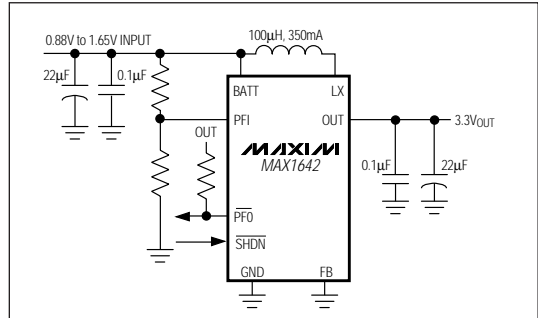 0.88V to 1.65V INPUT
100µH, 350mA
22µF
0.1µF
BATT
LX
PFI
OUT
OUT
3.3VOUT
MAXIM
MAX1642
0.1µF
22µF
PFO
SHDN
GND
FB